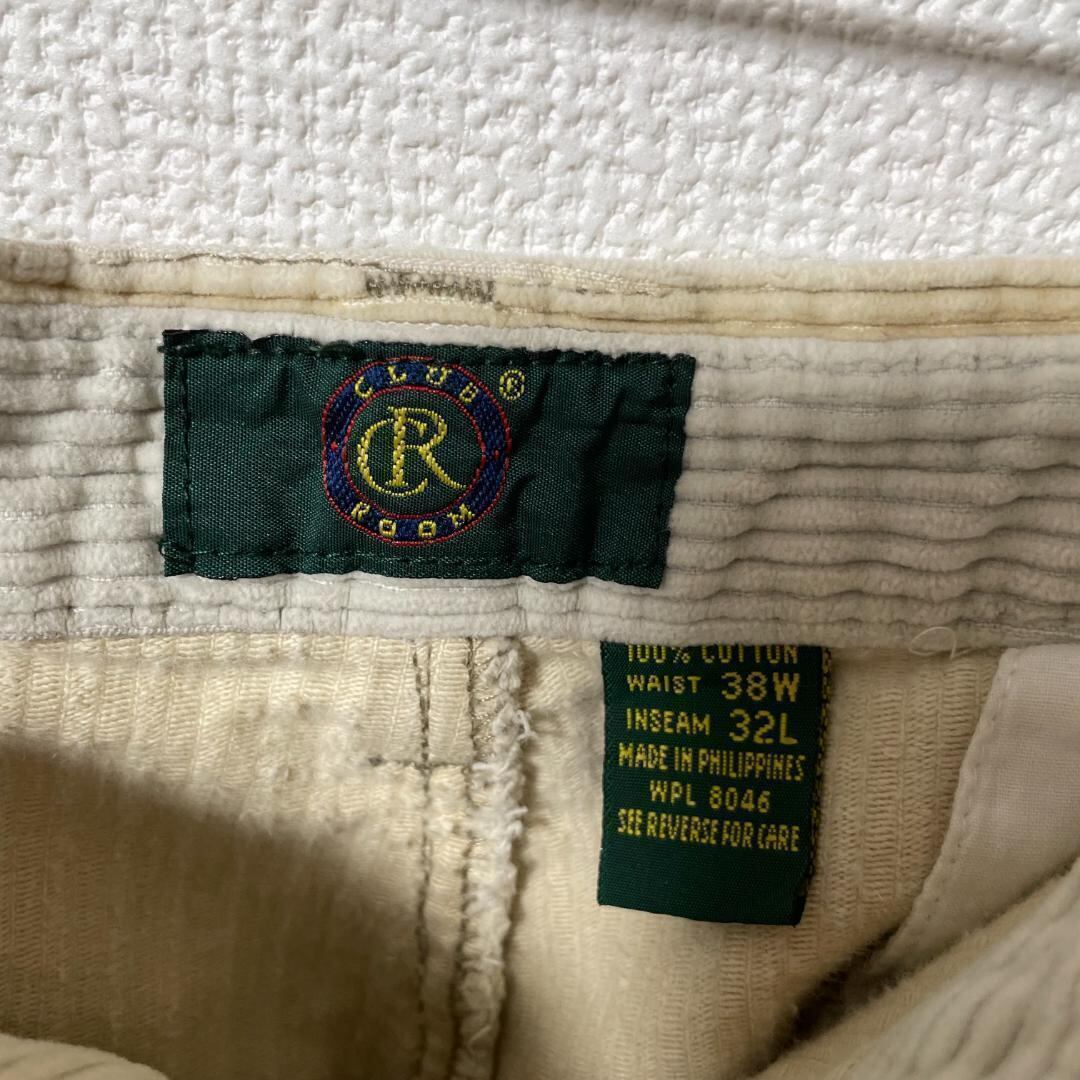 CLUB ®
CR
ROOM
100% COTTON
WAIST 38W
INSEAM 32L
MADE IN PHILIPPINES
WPL 8046
SEE REVERSE FOR CARE